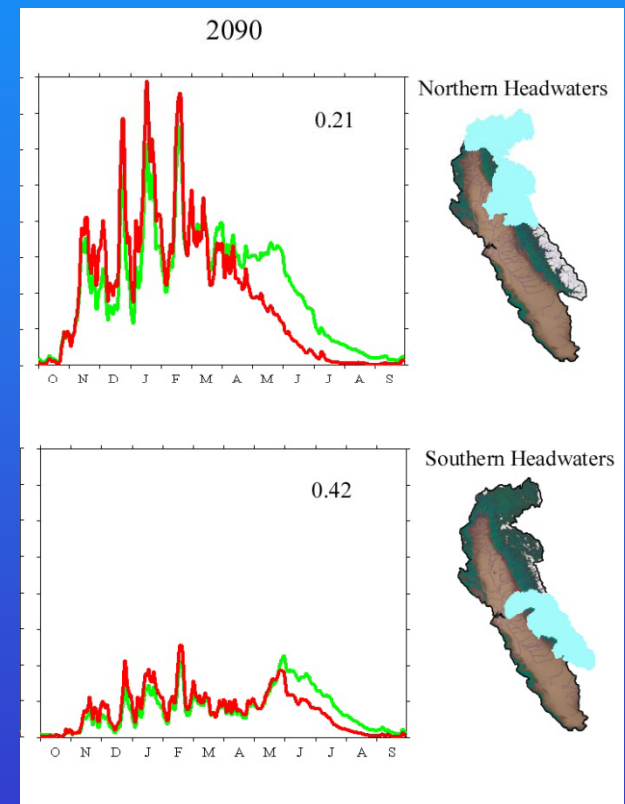 2090
Northern Headwaters
0.21
O N D J F M A M J J A S
Southern Headwaters
0.42
O N D J F M A M J J A S